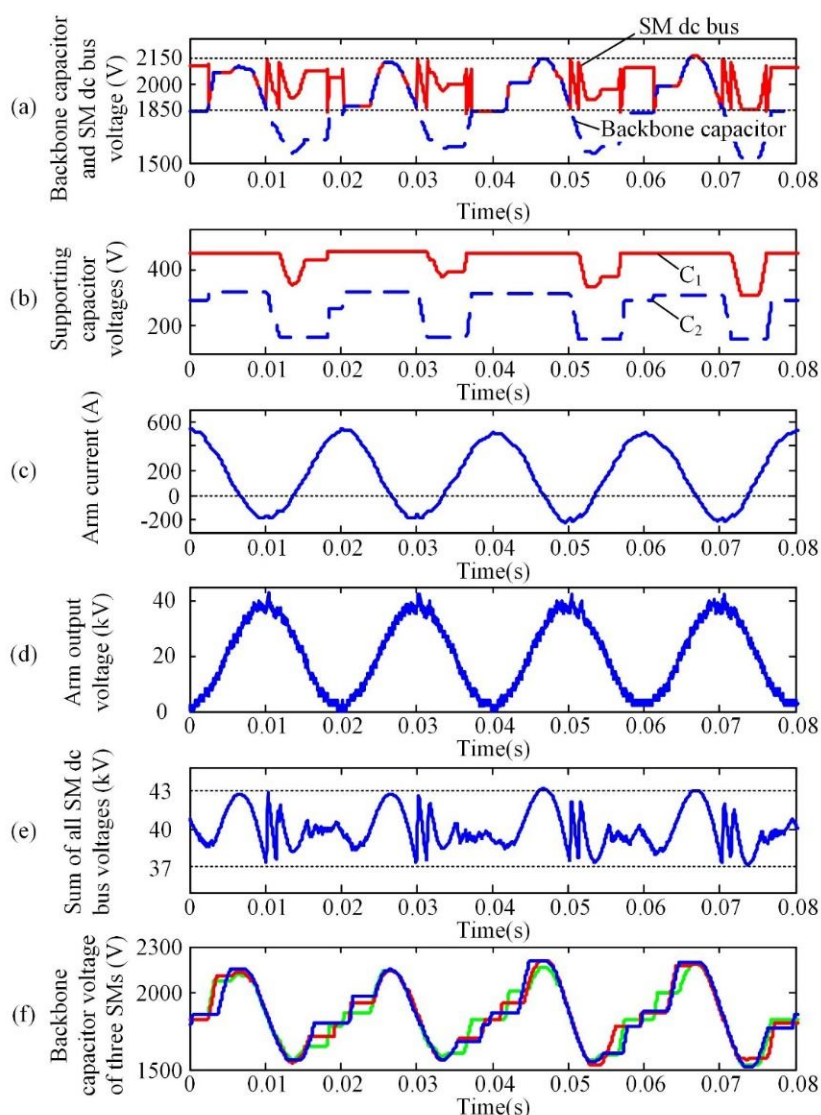 (a)
Backbone capacitor
and SM dc bus
voltage (V)
2150
2000
1850
1500
SM dc bus
Backbone capacitor
0 0.01 0.02 0.03 0.04 0.05 0.06 0.07 0.08
Time(s)
(b)
Supporting
capacitor
voltages (V)
400
200
C1
C2
0 0.01 0.02 0.03 0.04 0.05 0.06 0.07 0.08
Time(s)
(c)
Arm current (A)
600
200
0
-200
0 0.01 0.02 0.03 0.04 0.05 0.06 0.07 0.08
Time(s)
(d)
Arm output
voltage (kV)
40
20
0
0 0.01 0.02 0.03 0.04 0.05 0.06 0.07 0.08
Time(s)
(e)
Sum of all SM dc
bus voltages (kV)
43
40
37
0 0.01 0.02 0.03 0.04 0.05 0.06 0.07 0.08
Time(s)
(f)
Backbone
capacitor voltage
of three SMs (V)
2300
2000
1500
0 0.01 0.02 0.03 0.04 0.05 0.06 0.07 0.08
Time(s)